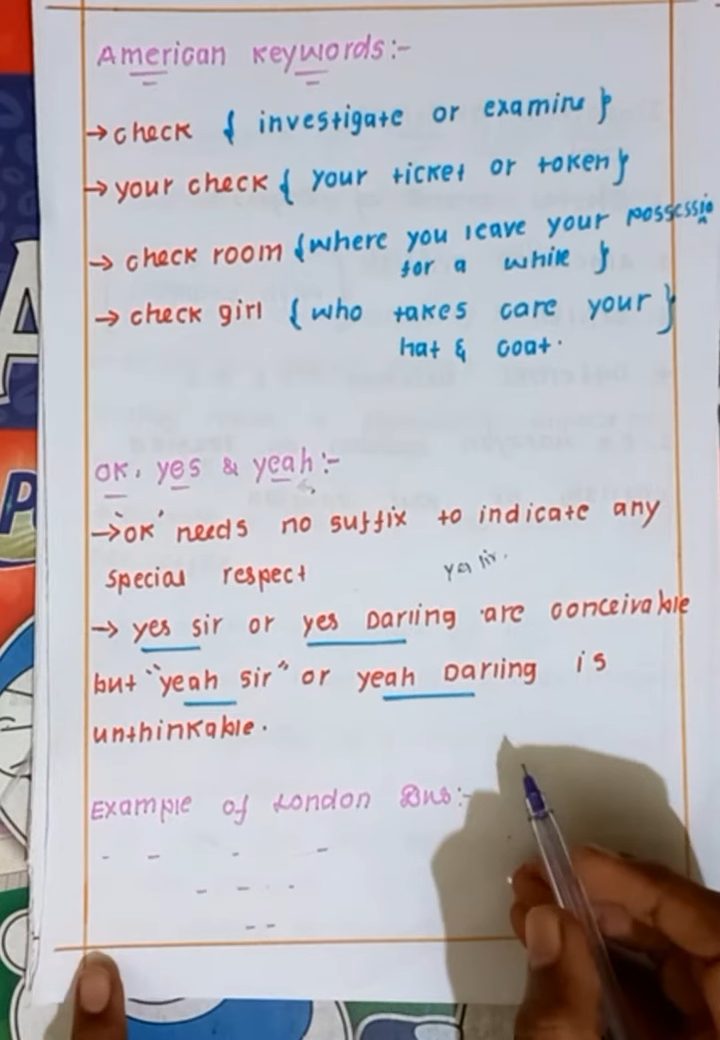 American Keywords:-
→ check { investigate or examine }
→ your check { your ticket or token }
→ check room { where you leave your possessio
for a while }
→ check girl { who takes care your }
hat & coat.
OK, yes & yeah :-
→ 'OK' needs no suffix to indicate any
special respect
yes sir.
→ yes sir or yes Darling are conceivable
but "yeah sir" or yeah Darling is
unthinkable.
Example of London Bus:-
- - - -
- - - .
- -